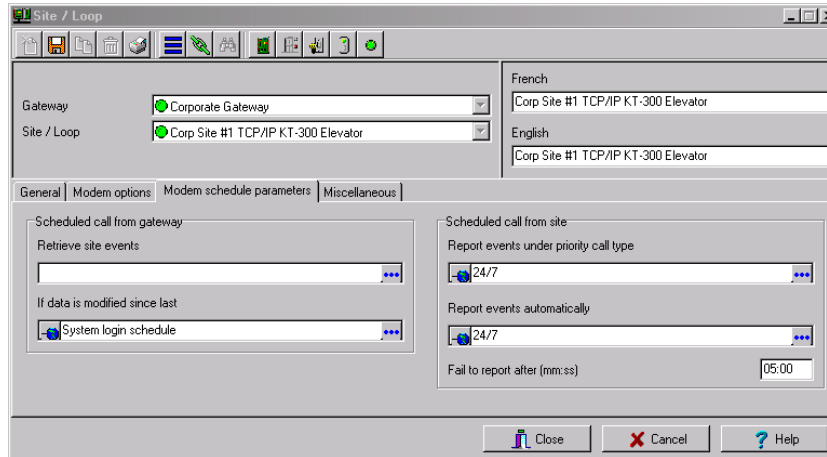 Site / Loop
French
Gateway
Corporate Gateway
Corp Site #1 TCP/IP KT-300 Elevator
Site / Loop
Corp Site #1 TCP/IP KT-300 Elevator
English
Corp Site #1 TCP/IP KT-300 Elevator
General
Modem options
Modem schedule parameters
Miscellaneous
Scheduled call from gateway
Retrieve site events
If data is modified since last
System login schedule
Scheduled call from site
Report events under priority call type
24/7
Report events automatically
24/7
Fail to report after (mm:ss)
05:00
Close
Cancel
Help